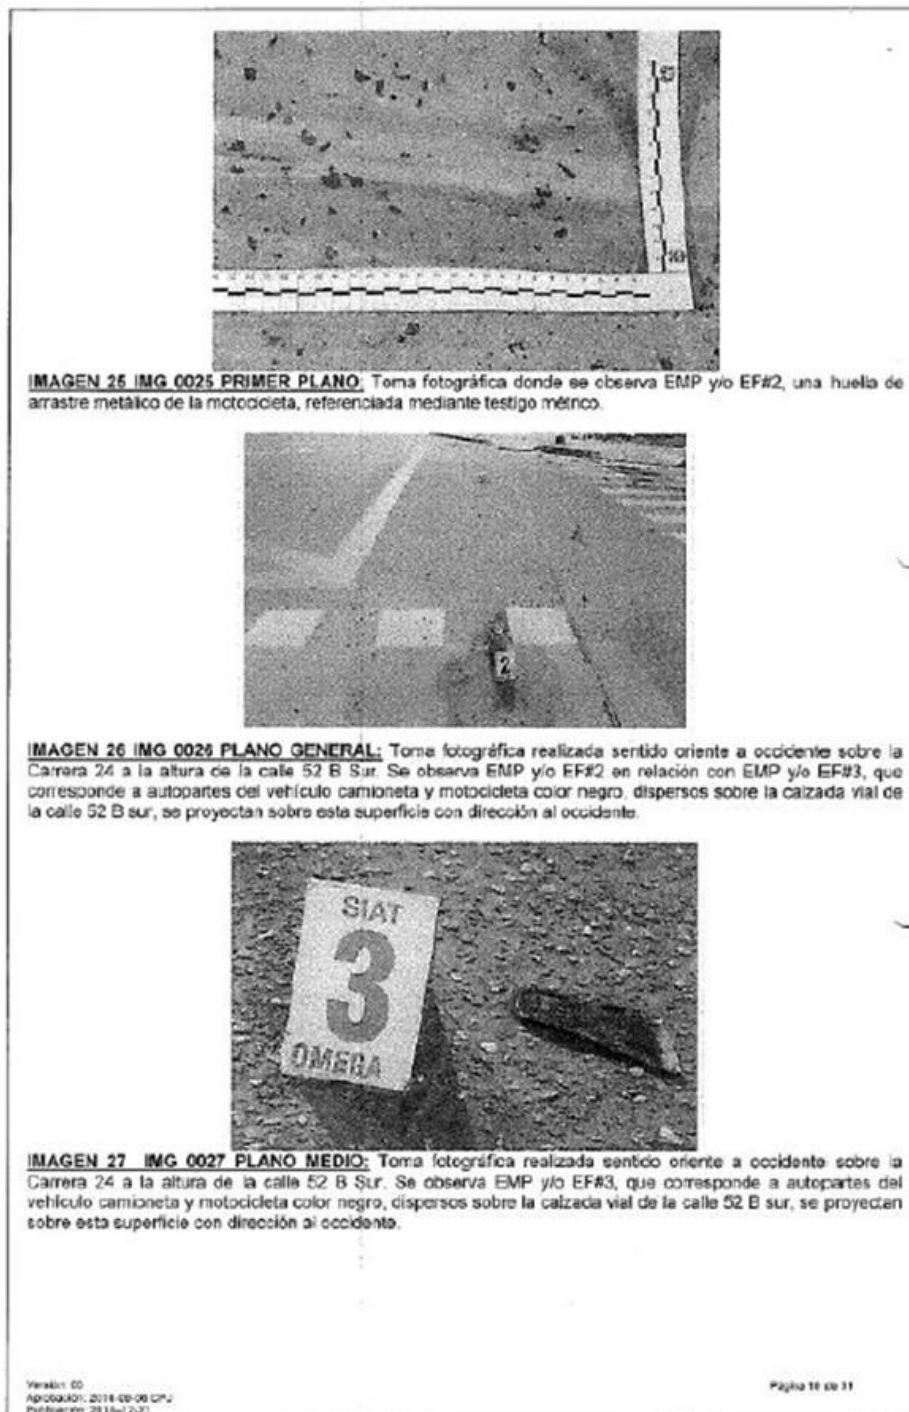 IMAGEN 25 IMG 0025 PRIMER PLANO: Toma fotográfica donde se observa EMP y/o EF#2, una huella de
arrastre metálico de la motocicleta, referenciada mediante testigo métrico.
2
IMAGEN 26 IMG 0026 PLANO GENERAL: Toma fotográfica realizada sentido oriente a occidente sobre la
Carrera 24 a la altura de la calle 52 B Sur. Se observa EMP y/o EF#2 en relación con EMP y/o EF#3, que
corresponde a autopartes del vehículo camioneta y motocicleta color negro, dispersos sobre la calzada vial de
la calle 52 B sur, se proyectan sobre esta superficie con dirección al occidente.
SIAT
3
OMEGA
IMAGEN 27 IMG 0027 PLANO MEDIO: Toma fotográfica realizada sentido oriente a occidente sobre la
Carrera 24 a la altura de la calle 52 B Sur. Se observa EMP y/o EF#3, que corresponde a autopartes del
vehículo camioneta y motocicleta color negro, dispersos sobre la calzada vial de la calle 52 B sur, se proyectan
sobre esta superficie con dirección al occidente.
Versión: 00
Aprobación: CPJ
Publicación:
Página de 31